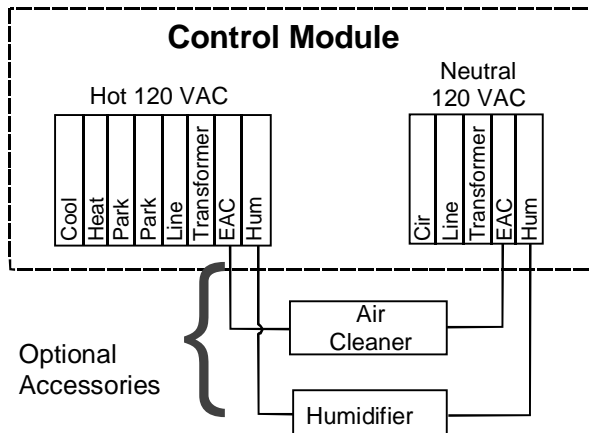 Control Module
Hot 120 VAC
Neutral
120 VAC
Cool
Heat
Park
Park
Line
Transformer
EAC
Hum
Cir
Line
Transformer
EAC
Hum
Optional
Accessories
Air
Cleaner
Humidifier